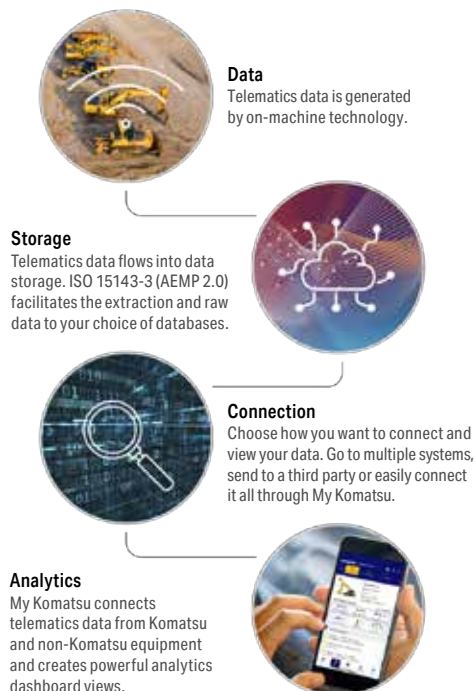 Data
Telematics data is generated
by on-machine technology.
Storage
Telematics data flows into data
storage. ISO 15143-3 (AEMP 2.0)
facilitates the extraction and raw
data to your choice of databases.
Connection
Choose how you want to connect and
view your data. Go to multiple systems,
send to a third party or easily connect
it all through My Komatsu.
Analytics
My Komatsu connects
telematics data from Komatsu
and non-Komatsu equipment
and creates powerful analytics
dashboard views.